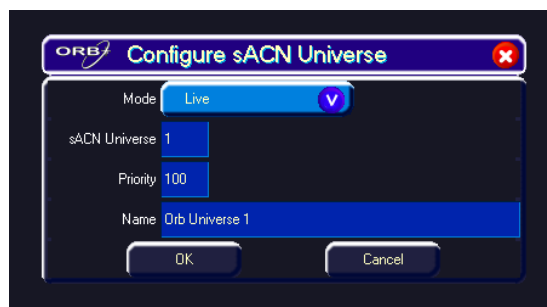 ORB Configure sACN Universe
Mode Live V
sACN Universe 1
Priority 100
Name Orb Universe 1
OK Cancel